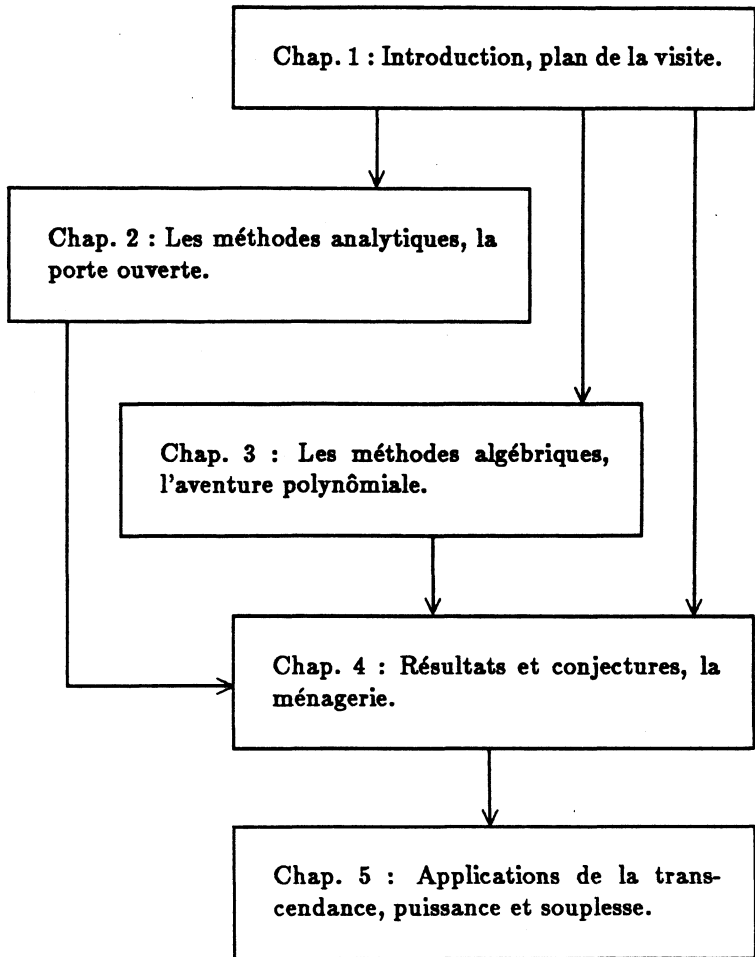 Chap. 1 : Introduction, plan de la visite.
Chap. 2 : Les méthodes analytiques, la
porte ouverte.
Chap. 3 : Les méthodes algébriques,
l'aventure polynômiale.
Chap. 4 : Résultats et conjectures, la
ménagerie.
Chap. 5 : Applications de la trans-
cendance, puissance et souplesse.